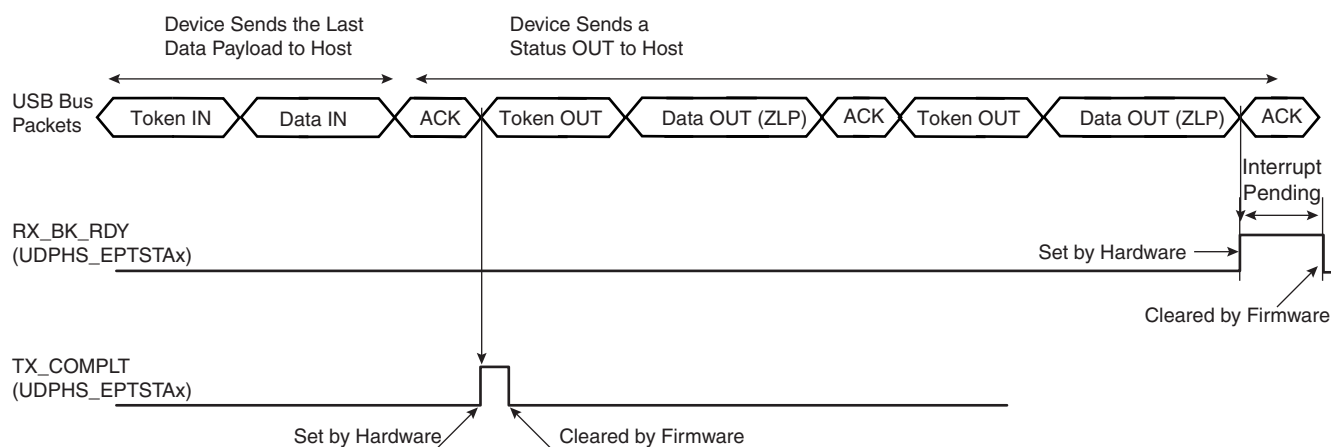 Device Sends the Last
Data Payload to Host
Device Sends a
Status OUT to Host
USB Bus
Packets
Token IN
Data IN
ACK
Token OUT
Data OUT (ZLP)
ACK
Token OUT
Data OUT (ZLP)
ACK
Interrupt
Pending
RX_BK_RDY
(UDPHS_EPTSTAx)
Set by Hardware
Cleared by Firmware
TX_COMPLT
(UDPHS_EPTSTAx)
Set by Hardware
Cleared by Firmware